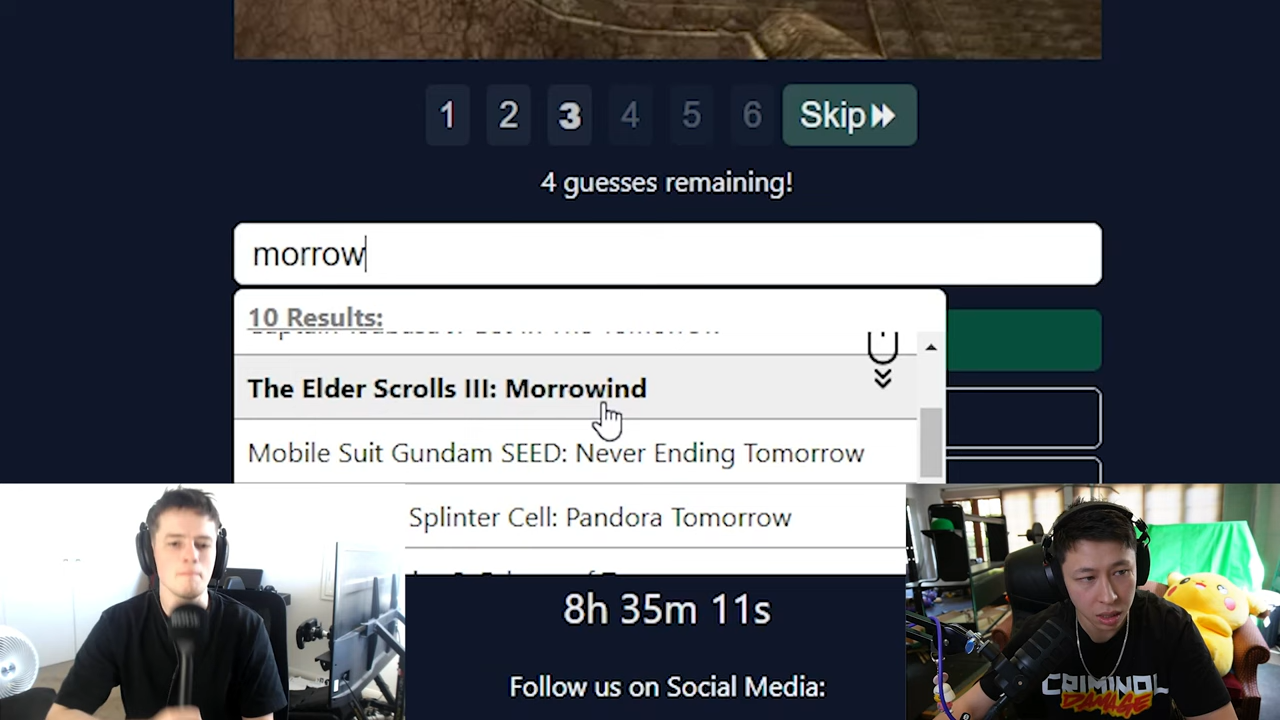 1 2 3 4 5 6 Skip
4 guesses remaining!
morrow
10 Results:
The Elder Scrolls III: Morrowind
Mobile Suit Gundam SEED: Never Ending Tomorrow
Splinter Cell: Pandora Tomorrow
8h 35m 11s
Follow us on Social Media:
CRIMINAL
DAMAGE